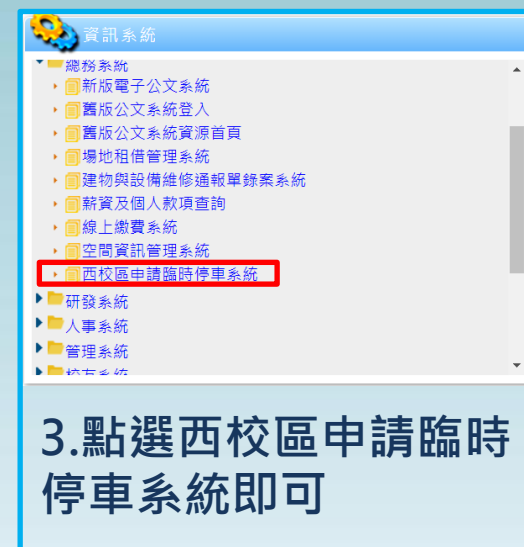 資訊系統
總務系統
新版電子公文系統
舊版公文系統登入
舊版公文系統資源首頁
場地租借管理系統
建物與設備維修通報單錄案系統
薪資及個人款項查詢
線上繳費系統
空間資訊管理系統
西校區申請臨時停車系統
研發系統
人事系統
管理系統
校友系統
3.點選西校區申請臨時
停車系統即可